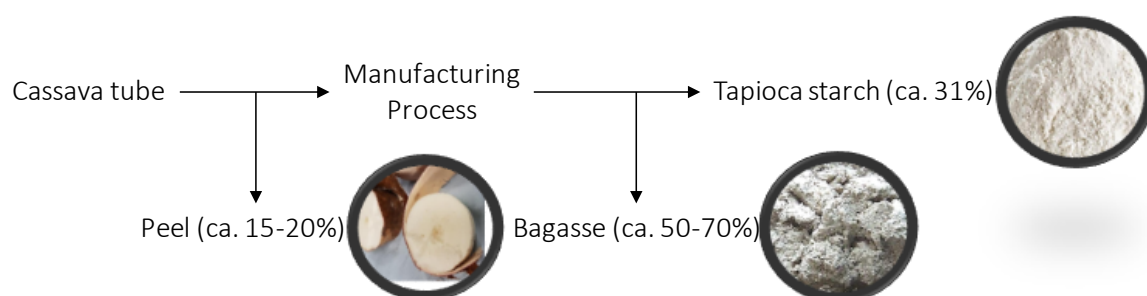 Cassava tube
Manufacturing
Process
Tapioca starch (ca. 31%)
Peel (ca. 15-20%)
Bagasse (ca. 50-70%)